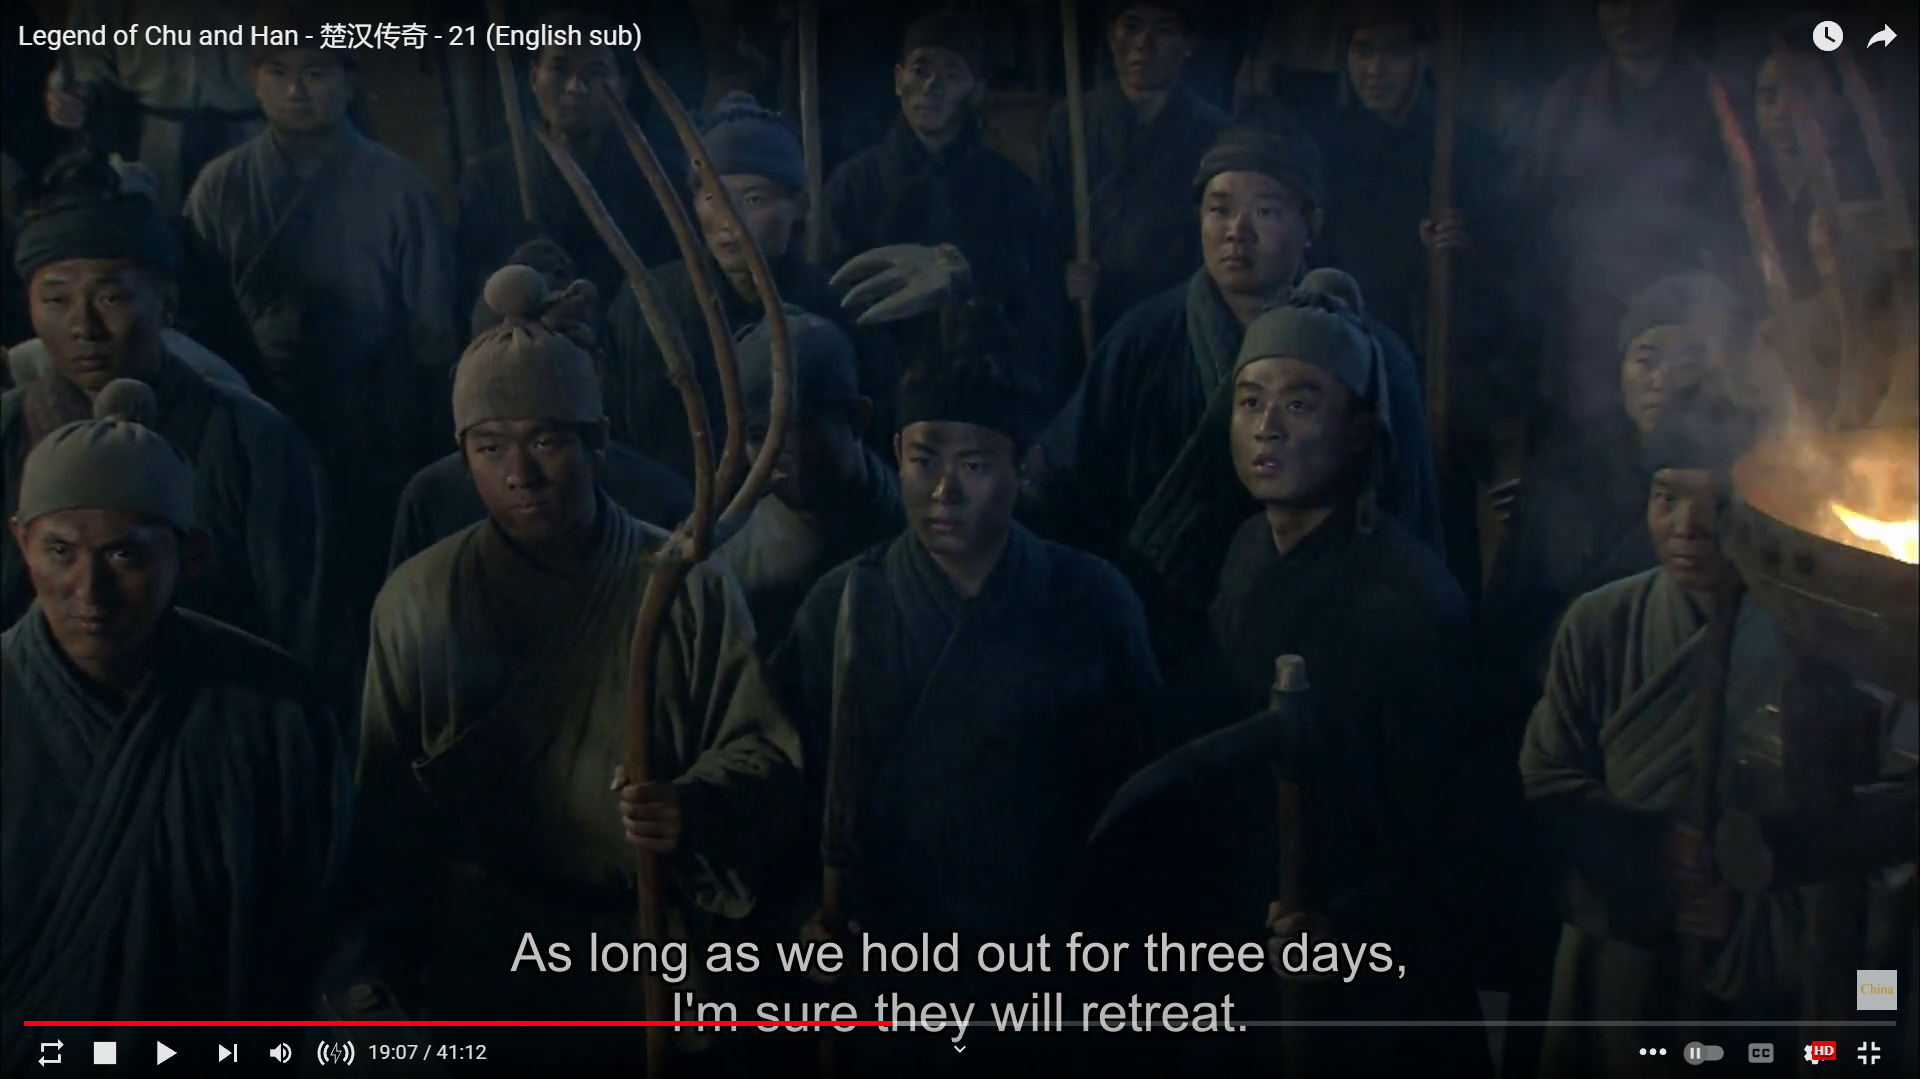 Legend of Chu and Han - 楚汉传奇 - 21 (English sub)
As long as we hold out for three days,
I'm sure they will retreat.
China
19:07 / 41:12
CC
HD